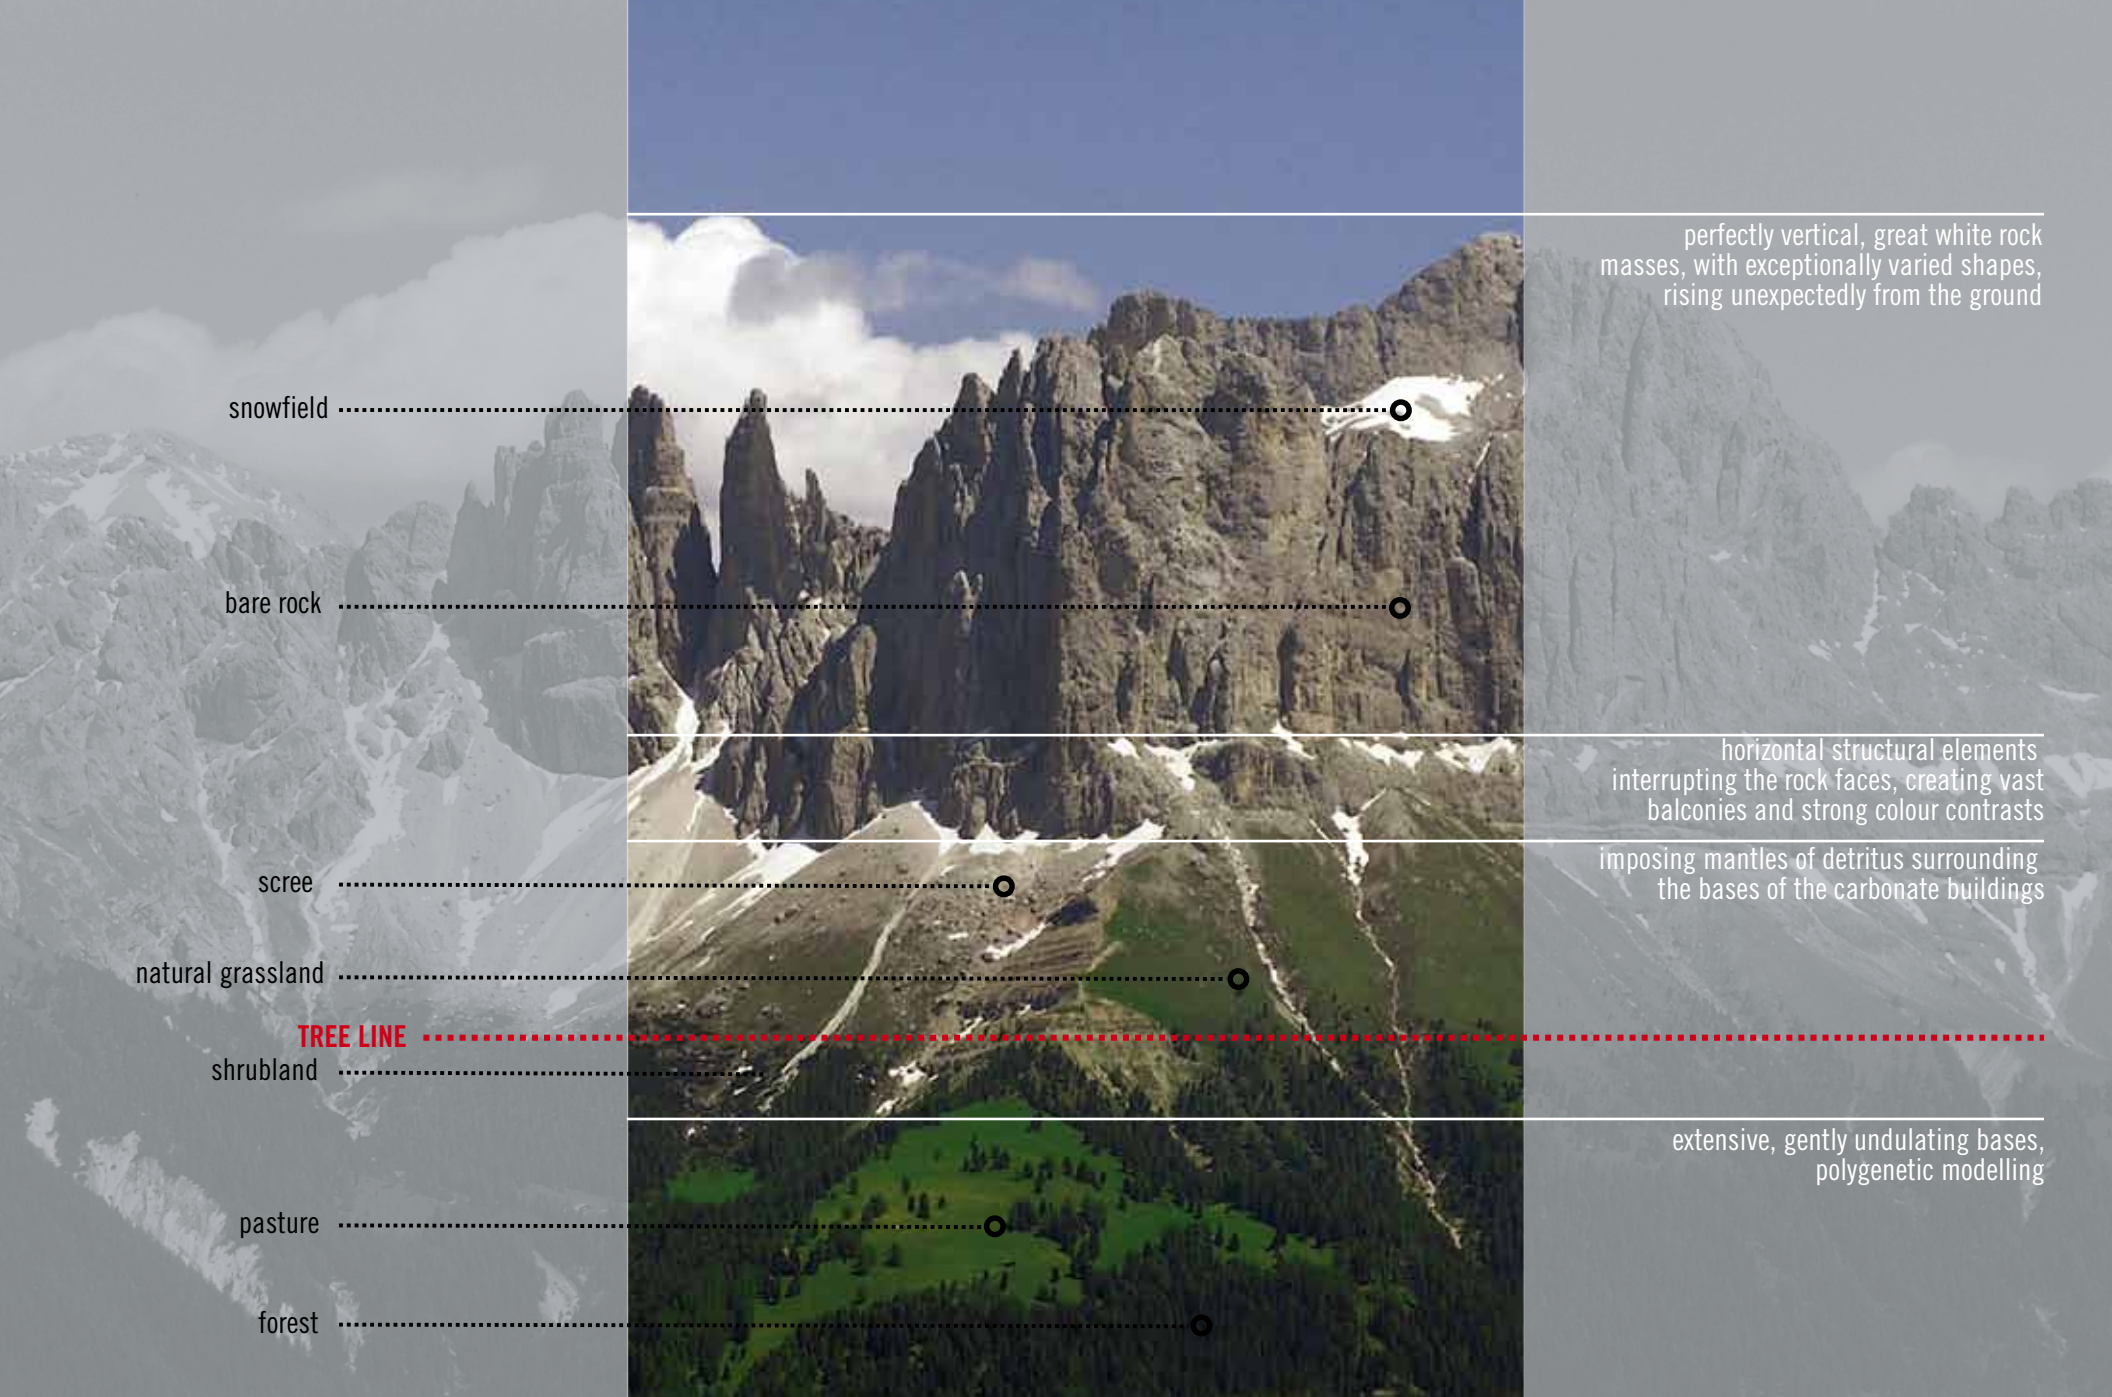 perfectly vertical, great white rock
masses, with exceptionally varied shapes,
rising unexpectedly from the ground
snowfield
bare rock
horizontal structural elements
interrupting the rock faces, creating vast
balconies and strong colour contrasts
imposing mantles of detritus surrounding
the bases of the carbonate buildings
scree
natural grassland
TREE LINE
shrubland
extensive, gently undulating bases,
polygenetic modelling
pasture
forest